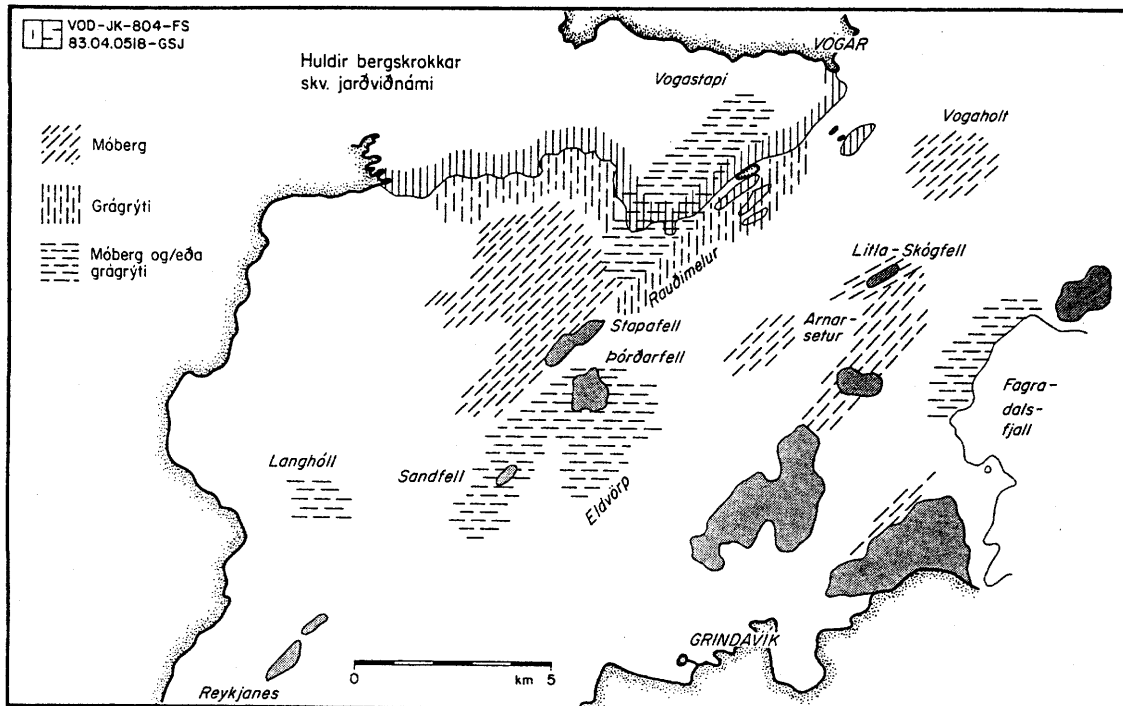 OS VOD-JK-804-FS
83.04.0518-GSJ
Huldir bergskrokkar
skv. jarðviðnámi
Móberg
Grágrýti
Móberg og/eða
grágrýti
VOGAR
Vogastapi
Vogaholt
Rauðimelur
Litla-Skógfell
Stapafell
Arnar-
setur
Þórðarfell
Fagra-
dals-
fjall
Langhóll
Sandfell
Eldvörp
GRINDAVÍK
Reykjanes
0 km 5